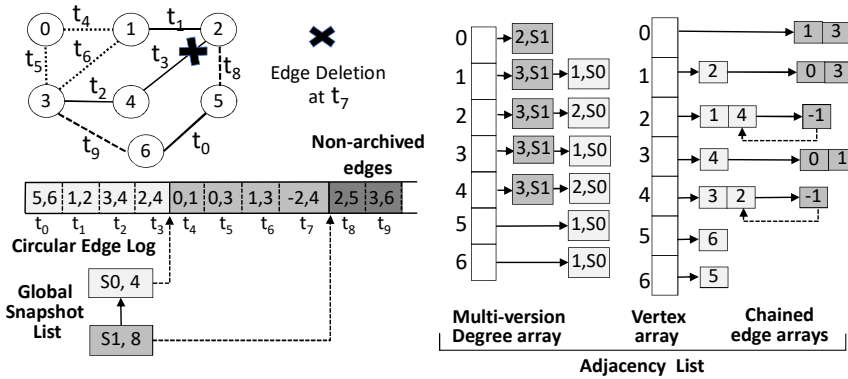 t4 t1
0 1 2
t5 t6 t3 t8
t2
3 4 5
t9 t0
6
Edge Deletion
at t7
Non-archived
edges
5,6 1,2 3,4 2,4 0,1 0,3 1,3 -2,4 2,5 3,6
t0 t1 t2 t3 t4 t5 t6 t7 t8 t9
Circular Edge Log
Global
Snapshot
List
S0, 4
S1, 8
0 2,S1
1 3,S1 1,S0
2 3,S1 2,S0
3 3,S1 1,S0
4 3,S1 2,S0
5 1,S0
6 1,S0
Multi-version
Degree array
0 1 3
1 2 0 3
2 1 4 -1
3 4 0 1
4 3 2 -1
5 6
6 5
Vertex
array
Chained
edge arrays
Adjacency List